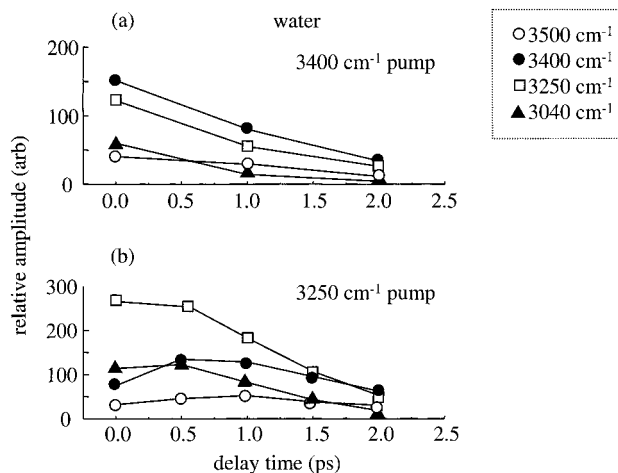 (a) water
3400 cm⁻¹ pump
200
150
100
50
0
0.0 0.5 1.0 1.5 2.0 2.5
3500 cm⁻¹
3400 cm⁻¹
3250 cm⁻¹
3040 cm⁻¹
relative amplitude (arb)
(b)
3250 cm⁻¹ pump
300
200
100
0
0.0 0.5 1.0 1.5 2.0 2.5
delay time (ps)